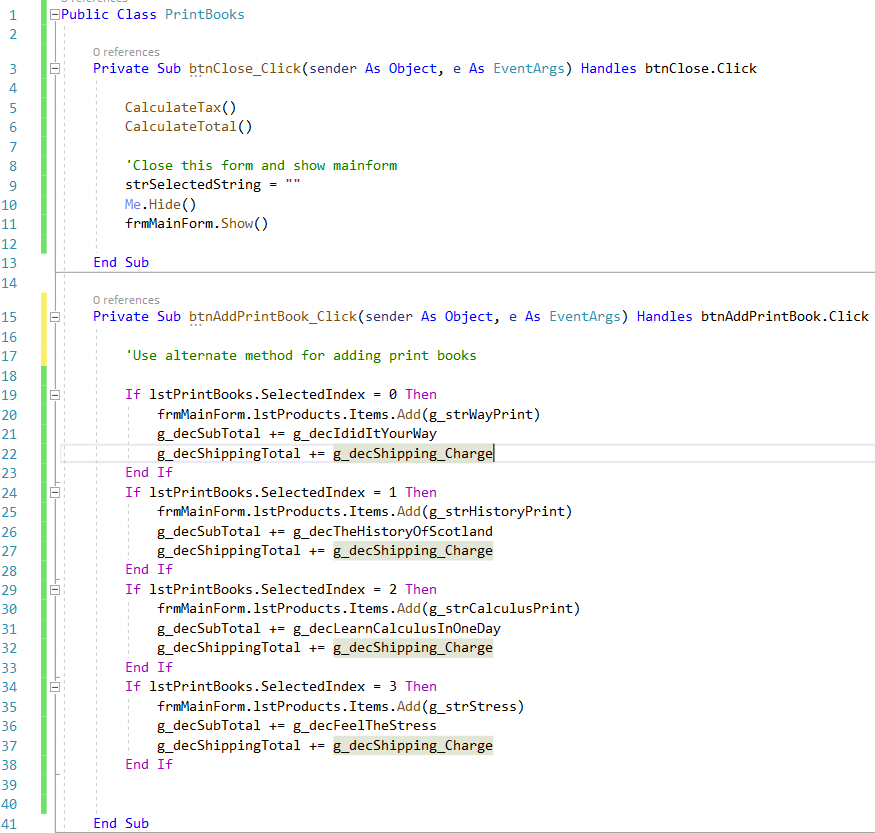 0 references
1 Public Class PrintBooks
2
0 references
3 Private Sub btnClose_Click(sender As Object, e As EventArgs) Handles btnClose.Click
4
5 CalculateTax()
6 CalculateTotal()
7
8 'Close this form and show mainform
9 strSelectedString = ""
10 Me.Hide()
11 frmMainForm.Show()
12
13 End Sub
14
0 references
15 Private Sub btnAddPrintBook_Click(sender As Object, e As EventArgs) Handles btnAddPrintBook.Click
16
17 'Use alternate method for adding print books
18
19 If lstPrintBooks.SelectedIndex = 0 Then
20 frmMainForm.lstProducts.Items.Add(g_strWayPrint)
21 g_decSubTotal += g_decIdidItYourWay
22 g_decShippingTotal += g_decShipping_Charge
23 End If
24 If lstPrintBooks.SelectedIndex = 1 Then
25 frmMainForm.lstProducts.Items.Add(g_strHistoryPrint)
26 g_decSubTotal += g_decTheHistoryOfScotland
27 g_decShippingTotal += g_decShipping_Charge
28 End If
29 If lstPrintBooks.SelectedIndex = 2 Then
30 frmMainForm.lstProducts.Items.Add(g_strCalculusPrint)
31 g_decSubTotal += g_decLearnCalculusInOneDay
32 g_decShippingTotal += g_decShipping_Charge
33 End If
34 If lstPrintBooks.SelectedIndex = 3 Then
35 frmMainForm.lstProducts.Items.Add(g_strStress)
36 g_decSubTotal += g_decFeelTheStress
37 g_decShippingTotal += g_decShipping_Charge
38 End If
39
40
41 End Sub